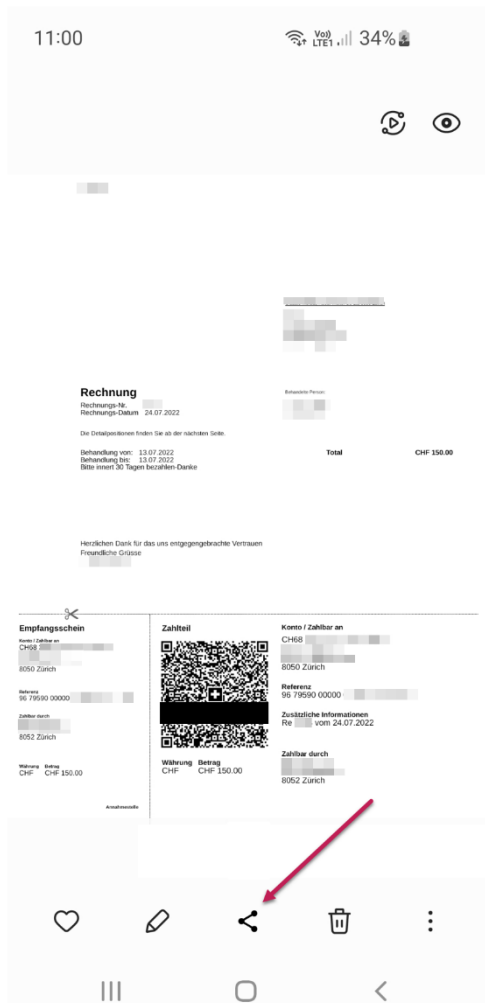 11:00
Vo)) LTE1 34%
Rechnung
Behandelte Person:
Rechnungs-Nr.
Rechnungs-Datum 24.07.2022
Die Detailpositionen finden Sie ab der nächsten Seite.
Behandlung von: 13.07.2022
Total CHF 150.00
Behandlung bis: 13.07.2022
Bitte innert 30 Tagen bezahlen-Danke
Herzlichen Dank für das uns entgegengebrachte Vertrauen
Freundliche Grüsse
Empfangsschein
Konto / Zahlbar an
CH68
8050 Zürich
Referenz
96 79590 00000
Zahlbar durch
8052 Zürich
Währung Betrag
CHF CHF 150.00
Annahmestelle
Zahlteil
Währung Betrag
CHF CHF 150.00
Konto / Zahlbar an
CH68
8050 Zürich
Referenz
96 79590 00000
Zusätzliche Informationen
Re vom 24.07.2022
Zahlbar durch
8052 Zürich